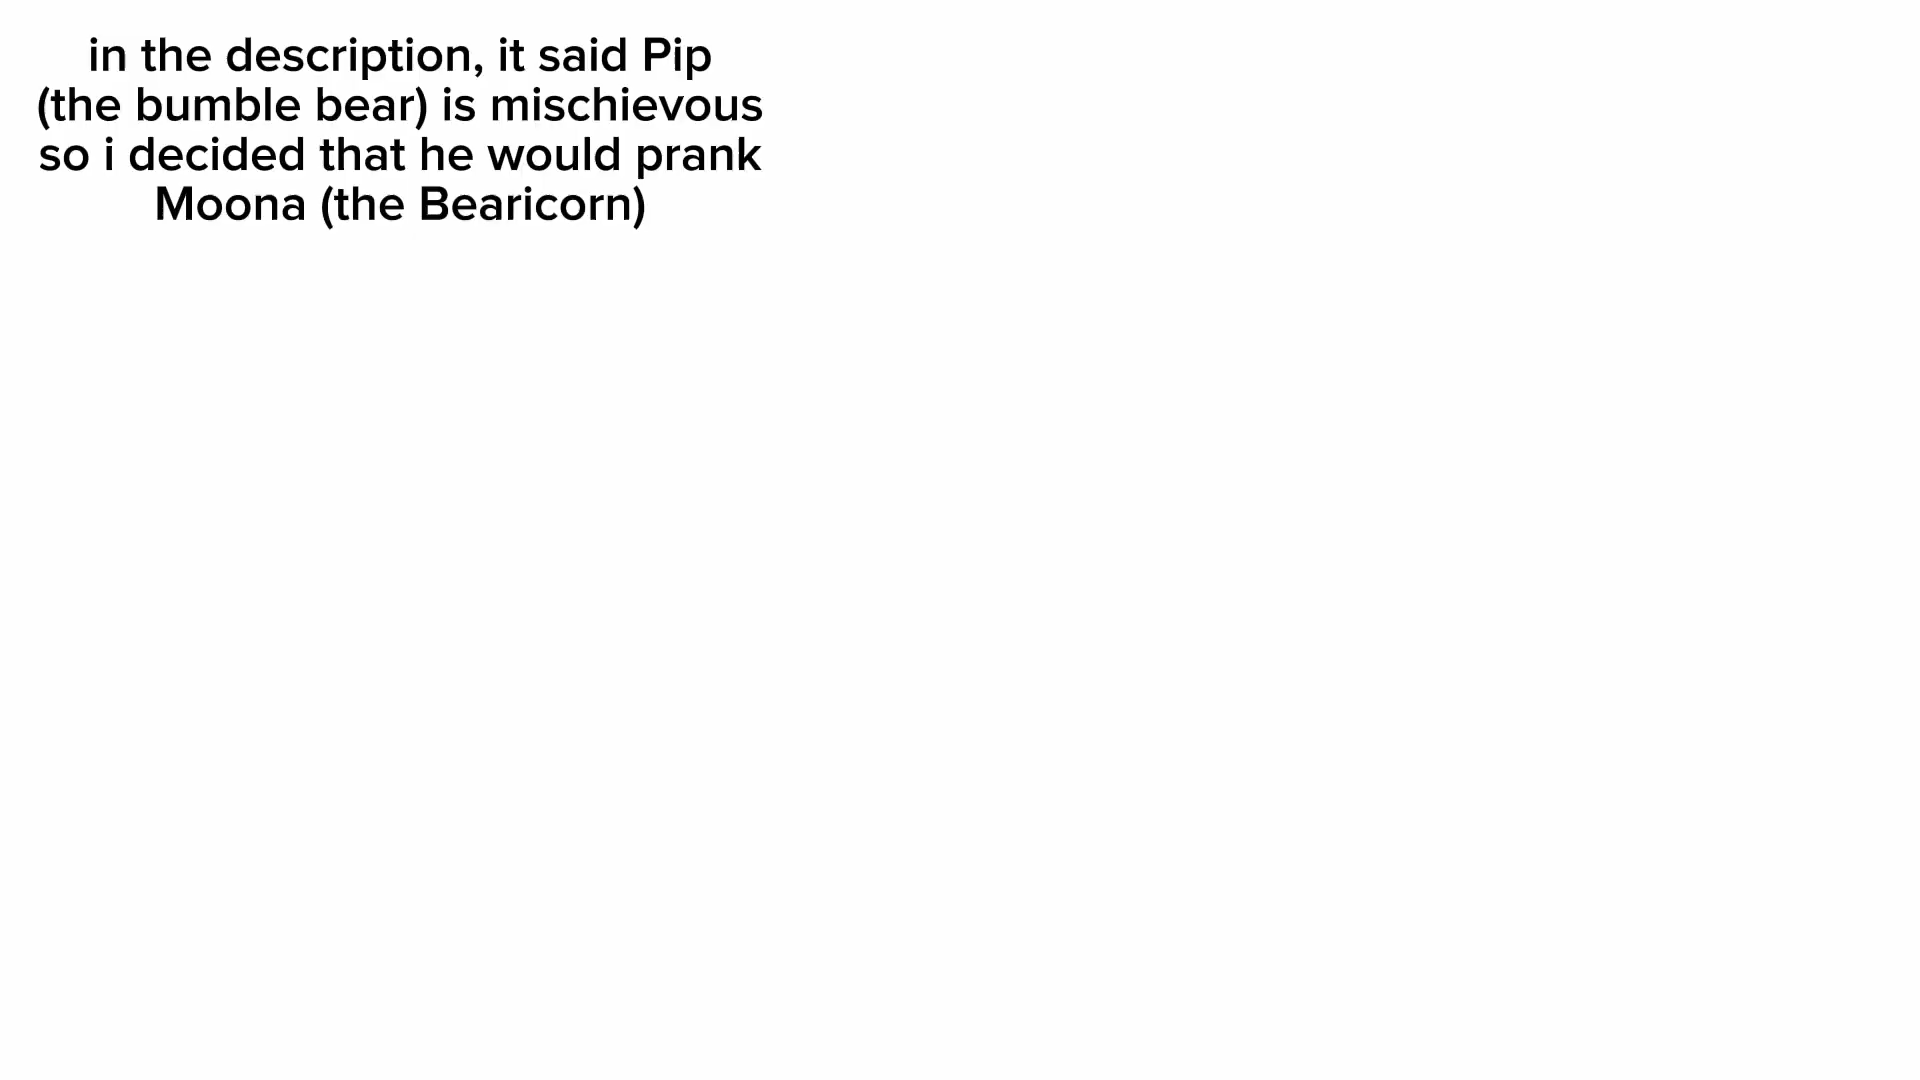 in the description, it said Pip
(the bumble bear) is mischievous
so i decided that he would prank
Moona (the Bearicorn)